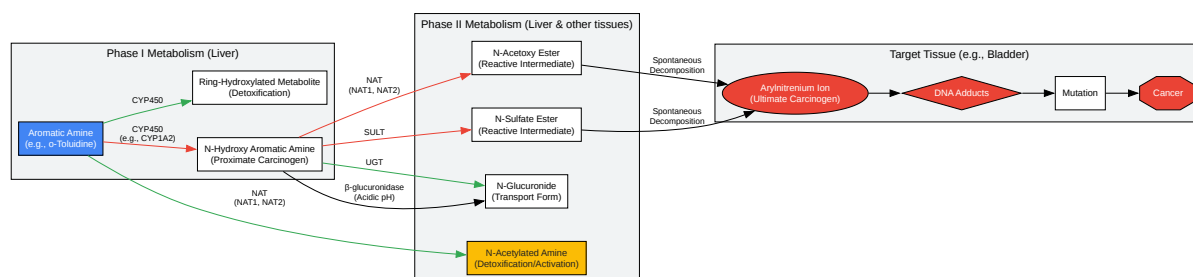 Phase I Metabolism (Liver)
Aromatic Amine
(e.g., o-Toluidine)
CYP450
CYP450
(e.g., CYP1A2)
Ring-Hydroxylated Metabolite
(Detoxification)
N-Hydroxy Aromatic Amine
(Proximate Carcinogen)
NAT
(NAT1, NAT2)
SULT
UGT
β-glucuronidase
(Acidic pH)
NAT
(NAT1, NAT2)
Phase II Metabolism (Liver & other tissues)
N-Acetoxy Ester
(Reactive Intermediate)
N-Sulfate Ester
(Reactive Intermediate)
N-Glucuronide
(Transport Form)
N-Acetylated Amine
(Detoxification/Activation)
Spontaneous
Decomposition
Spontaneous
Decomposition
Target Tissue (e.g., Bladder)
Arylnitrenium Ion
(Ultimate Carcinogen)
DNA Adducts
Mutation
Cancer